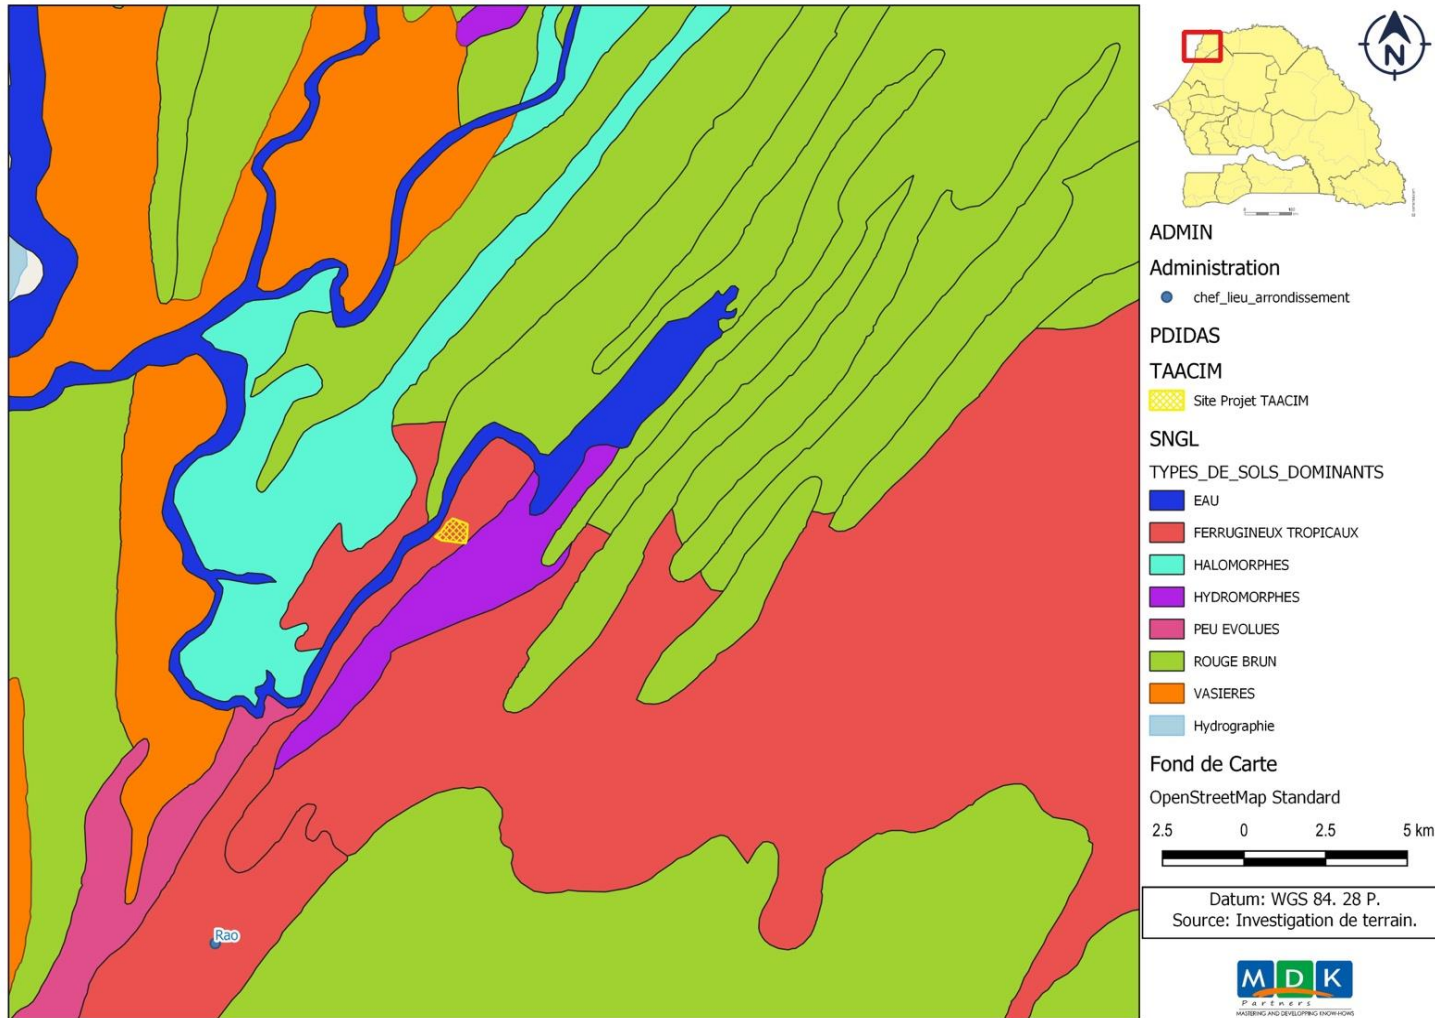 N
ADMIN
Administration
chef_lieu_arrondissement
PDIDAS
TAACIM
Site Projet TAACIM
SNGL
TYPES_DE_SOLS_DOMINANTS
EAU
FERRUGINEUX TROPICAUX
HALOMORPHES
HYDROMORPHES
PEU EVOLUES
ROUGE BRUN
VASIERES
Hydrographie
Fond de Carte
OpenStreetMap Standard
2.5 0 2.5 5 km
Datum: WGS 84. 28 P.
Source: Investigation de terrain.
Rao
M D K
Partners
MASTERING AND DEVELOPPING KNOW-HOWS